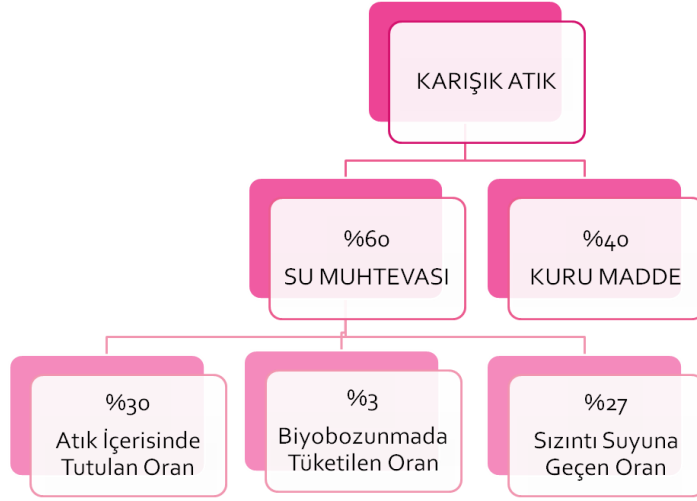 KARIŞIK ATIK
%60
SU MUHTEVASI
%40
KURU MADDE
%30
Atık İçerisinde
Tutulan Oran
%3
Biyobozunmada
Tüketilen Oran
%27
Sızıntı Suyuna
Geçen Oran